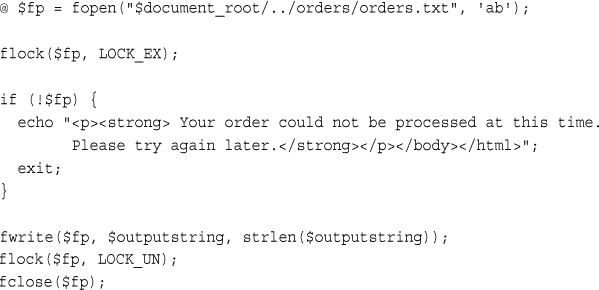 @ $fp = fopen("$document_root/../orders/orders.txt", 'ab');
flock($fp, LOCK_EX);
if (!$fp) {
  echo "<p><strong> Your order could not be processed at this time.
        Please try again later.</strong></p></body></html>";
  exit;
}
fwrite($fp, $outputstring, strlen($outputstring));
flock($fp, LOCK_UN);
fclose($fp);